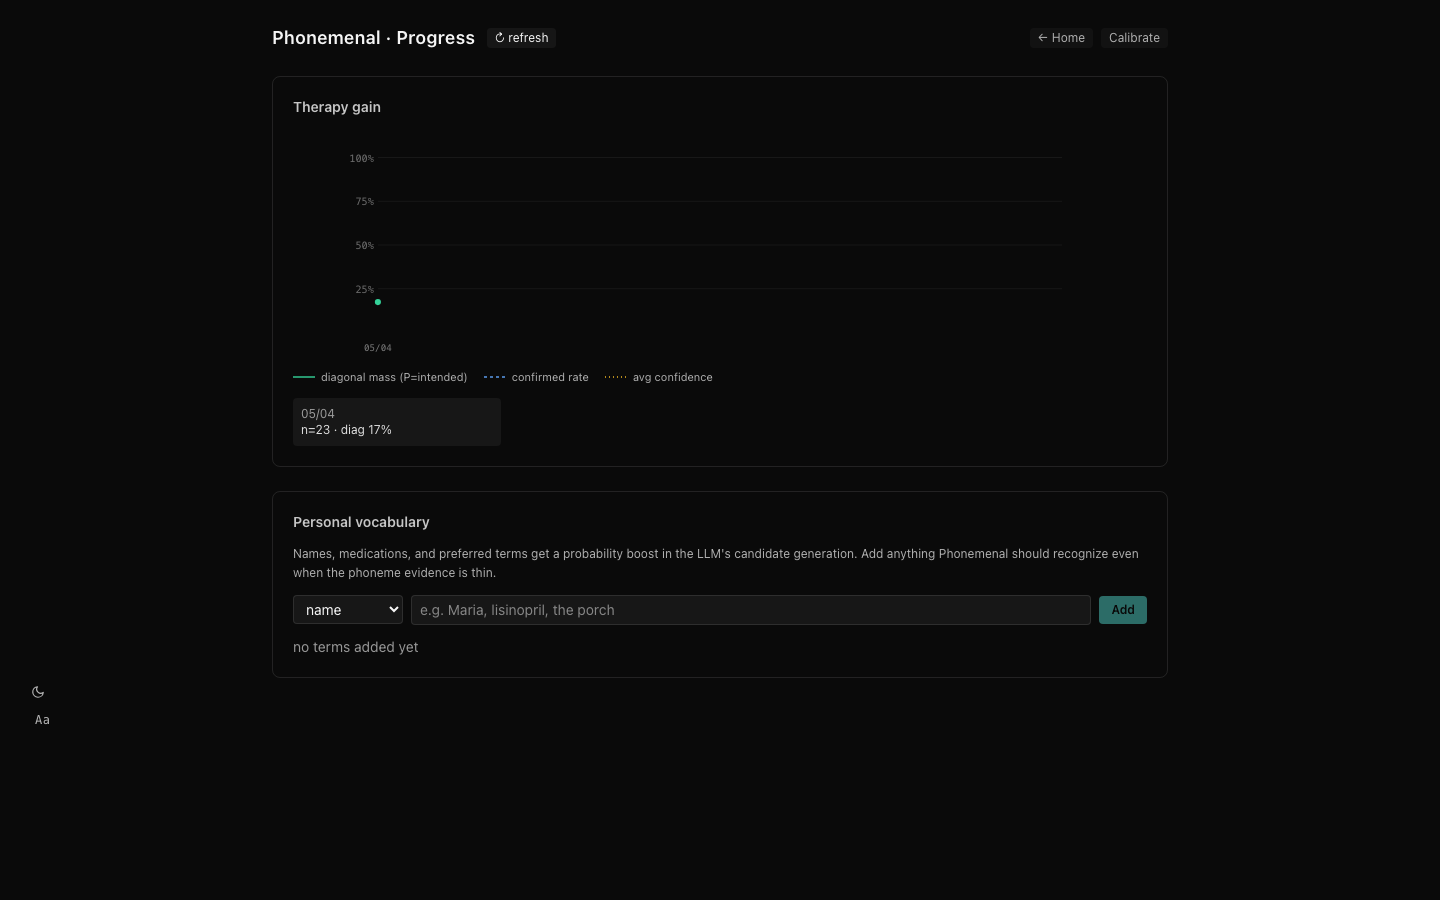 Phonemenal · Progress
↻ refresh
← Home
Calibrate
Therapy gain
100%
75%
50%
25%
05/04
diagonal mass (P=intended)
confirmed rate
avg confidence
05/04
n=23 · diag 17%
Personal vocabulary
Names, medications, and preferred terms get a probability boost in the LLM's candidate generation. Add anything Phonemenal should recognize even
when the phoneme evidence is thin.
name
e.g. Maria, lisinopril, the porch
Add
no terms added yet
Aa